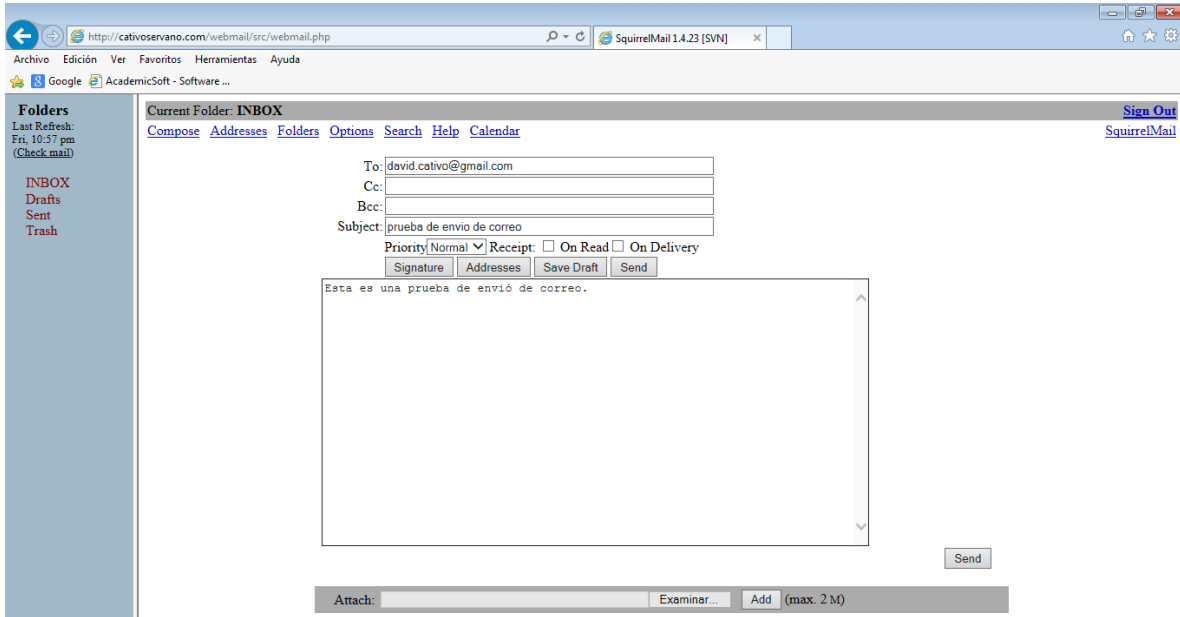 http://cativoservano.com/webmail/src/webmail.php
SquirrelMail 1.4.23 [SVN]
Archivo Edición Ver Favoritos Herramientas Ayuda
Google AcademicSoft - Software ...
Folders
Last Refresh:
Fri, 10:57 pm
(Check mail)
INBOX
Drafts
Sent
Trash
Current Folder: INBOX Sign Out
Compose Addresses Folders Options Search Help Calendar SquirrelMail
To: david.cativo@gmail.com
Cc:
Bcc:
Subject: prueba de envio de correo
Priority Normal Receipt: On Read On Delivery
Signature Addresses Save Draft Send
Esta es una prueba de envió de correo.
Send
Attach: Examinar... Add (max. 2 M)